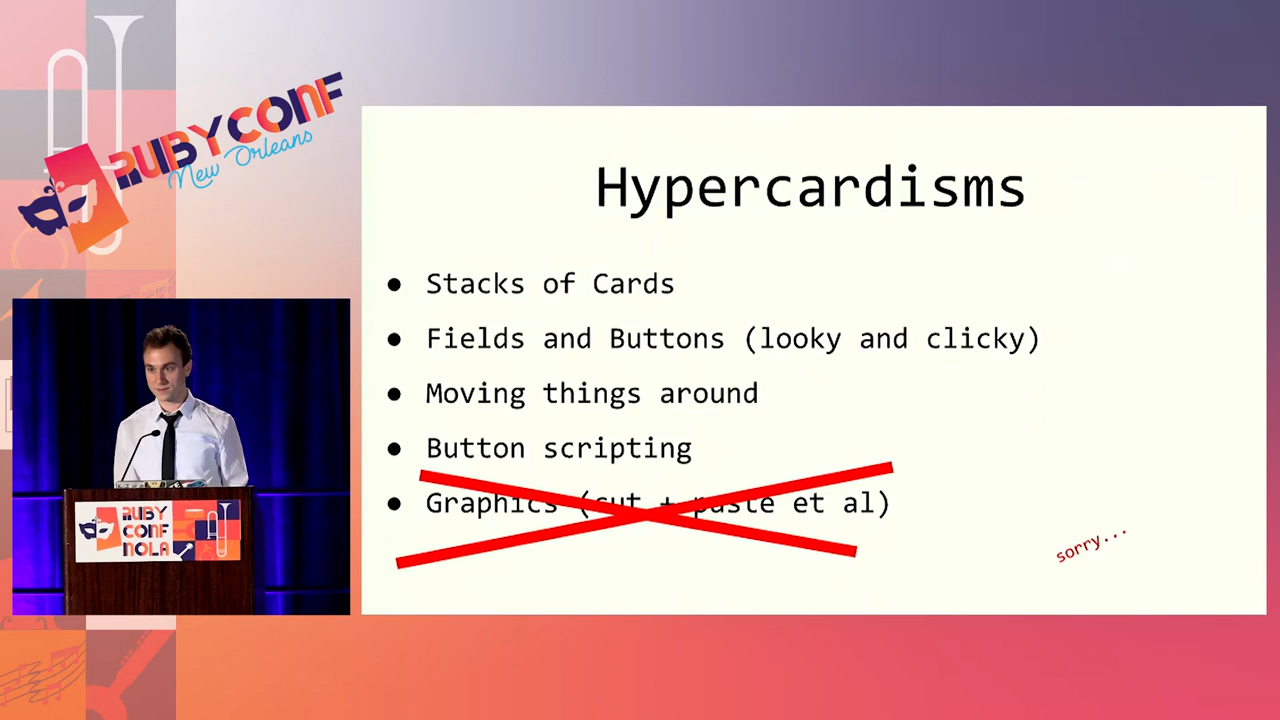 RUBYCONF
New Orleans
Hypercardisms
● Stacks of Cards
● Fields and Buttons (looky and clicky)
● Moving things around
● Button scripting
● Graphics (cut + paste et al)
sorry...
RUBY
CONF
NOLA